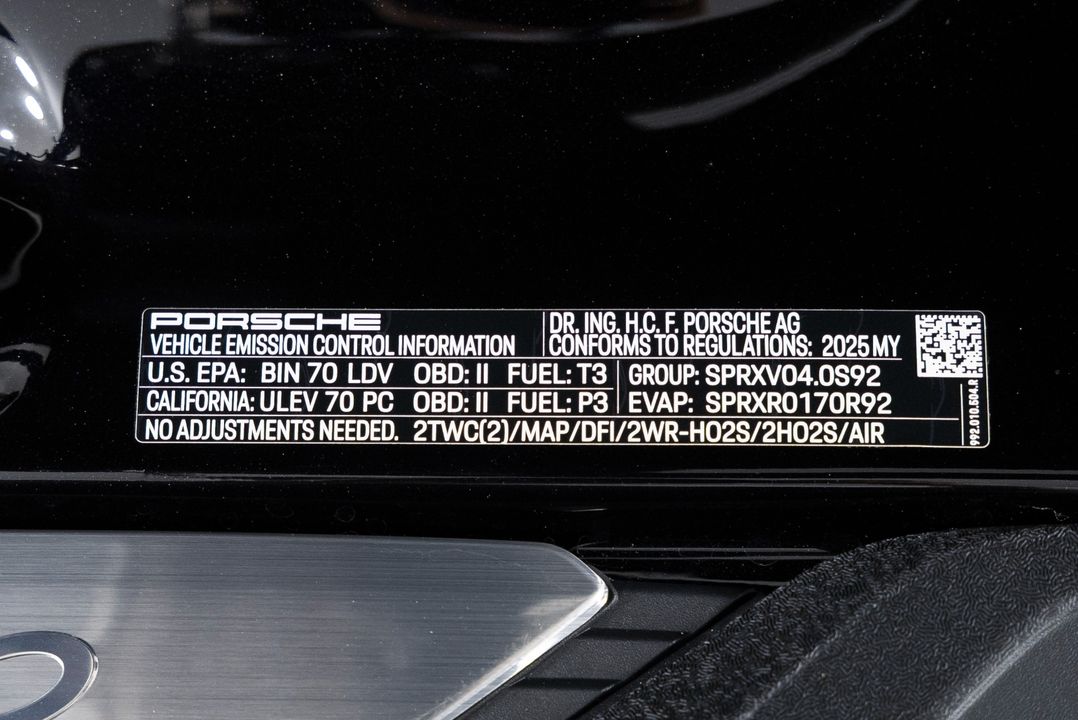 PORSCHE
VEHICLE EMISSION CONTROL INFORMATION
DR. ING. H.C. F. PORSCHE AG
CONFORMS TO REGULATIONS: 2025 MY
U.S. EPA: BIN 70 LDV OBD: II FUEL: T3
GROUP: SPRXV04.0S92
CALIFORNIA: ULEV 70 PC OBD: II FUEL: P3
EVAP: SPRXR0170R92
NO ADJUSTMENTS NEEDED. 2TWC(2)/MAP/DFI/2WR-HO2S/2HO2S/AIR
992.010.504.R